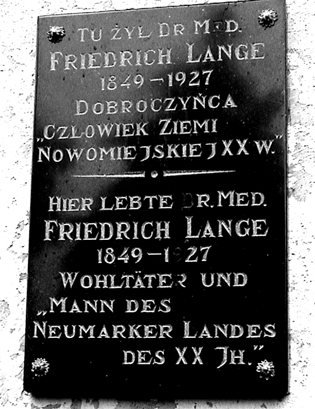 TU ŻYŁ DR MED.
FRIEDRICH LANGE
1849-1927
DOBROCZYŃCA
„CZŁOWIEK ZIEMI
NOWOMIEJSKIEJ XX W."
HIER LEBTE DR. MED.
FRIEDRICH LANGE
1849-1927
WOHLTÄTER UND
„MANN DES
NEUMARKER LANDES
DES XX JH."